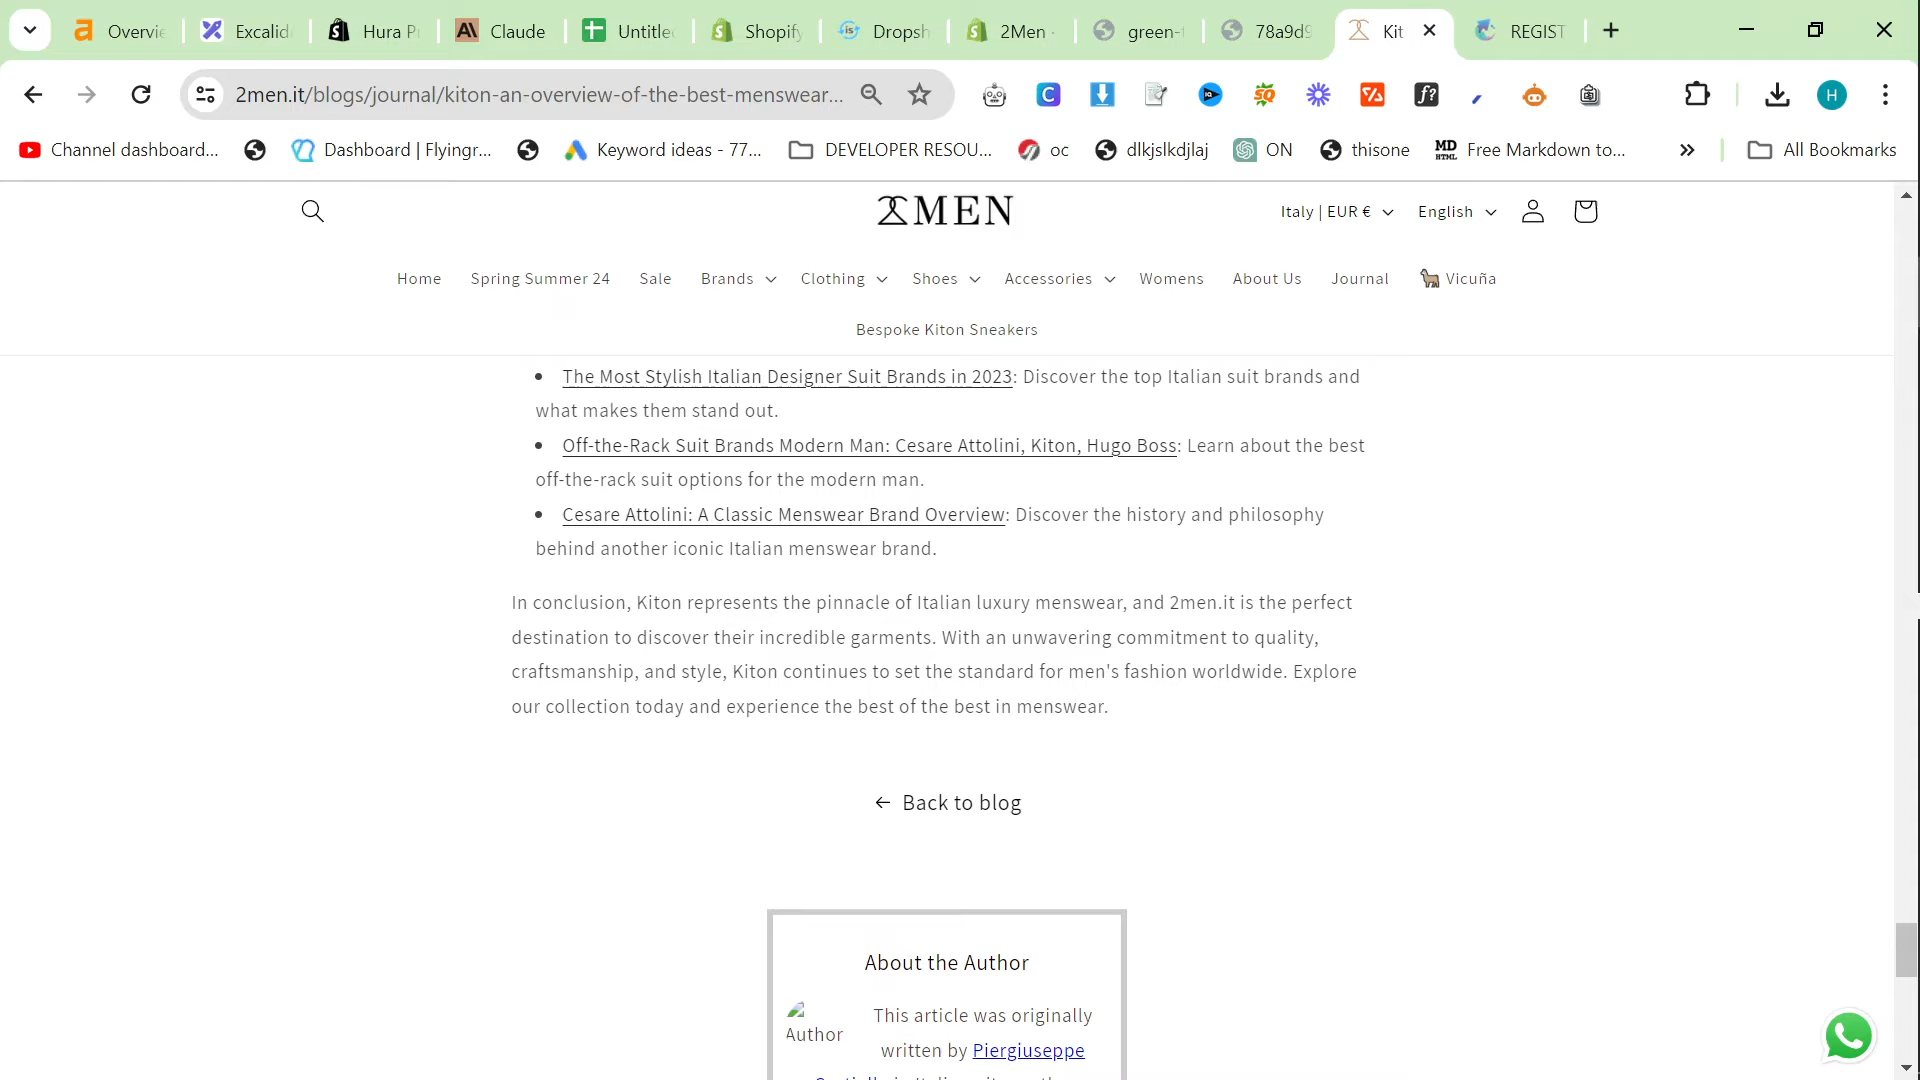 Overvie
Excalid
Hura P
Claude
Untitled
Shopify
Dropsh
2Men -
green-
78a9d9
Kit
REGIST
2men.it/blogs/journal/kiton-an-overview-of-the-best-menswear...
H
Channel dashboard...
Dashboard | Flyingr...
Keyword ideas - 77...
DEVELOPER RESOU...
oc
dlkjslkdjlaj
ON
thisone
MD
HTML
Free Markdown to...
All Bookmarks
2MEN
Italy | EUR €
English
Home
Spring Summer 24
Sale
Brands
Clothing
Shoes
Accessories
Womens
About Us
Journal
Vicuña
Bespoke Kiton Sneakers
• The Most Stylish Italian Designer Suit Brands in 2023: Discover the top Italian suit brands and
what makes them stand out.
• Off-the-Rack Suit Brands Modern Man: Cesare Attolini, Kiton, Hugo Boss: Learn about the best
off-the-rack suit options for the modern man.
• Cesare Attolini: A Classic Menswear Brand Overview: Discover the history and philosophy
behind another iconic Italian menswear brand.
In conclusion, Kiton represents the pinnacle of Italian luxury menswear, and 2men.it is the perfect
destination to discover their incredible garments. With an unwavering commitment to quality,
craftsmanship, and style, Kiton continues to set the standard for men's fashion worldwide. Explore
our collection today and experience the best of the best in menswear.
← Back to blog
About the Author
Author
This article was originally
written by Piergiuseppe